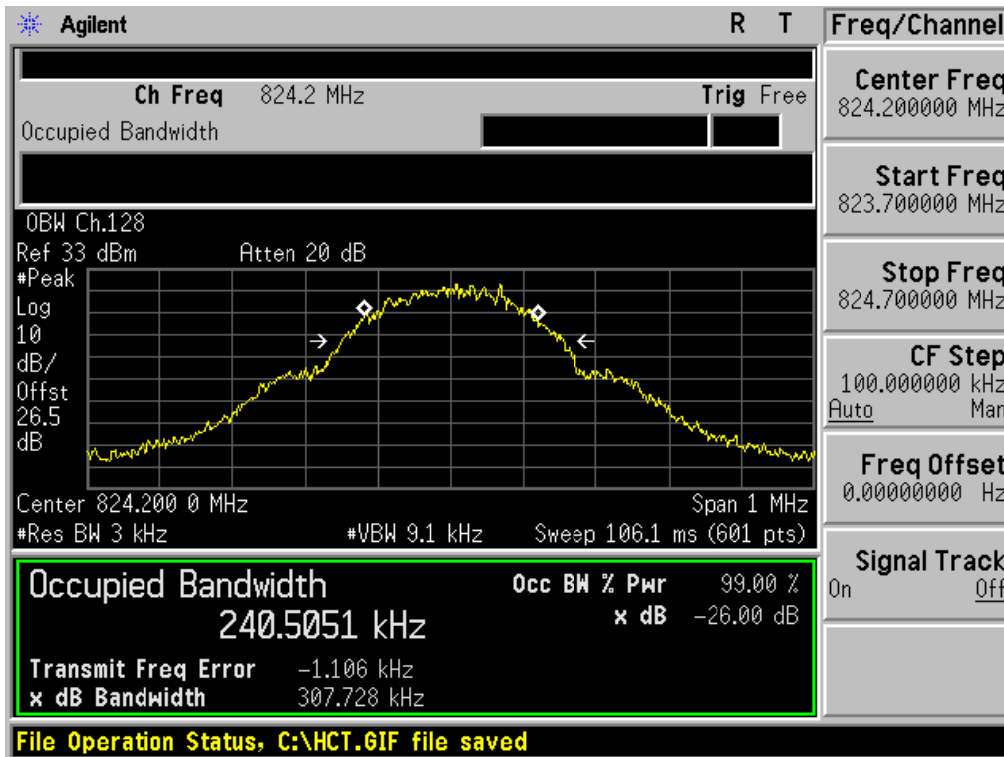 Agilent R T
Ch Freq 824.2 MHz Trig Free
Occupied Bandwidth
OBW Ch.128
Ref 33 dBm Atten 20 dB
#Peak
Log
10
dB/
Offst
26.5
dB
Center 824.200 0 MHz Span 1 MHz
#Res BW 3 kHz #VBW 9.1 kHz Sweep 106.1 ms (601 pts)
Occupied Bandwidth
240.5051 kHz
Occ BW % Pwr 99.00 %
x dB -26.00 dB
Transmit Freq Error -1.106 kHz
x dB Bandwidth 307.728 kHz
File Operation Status, C:\HCT.GIF file saved
Freq/Channel
Center Freq
824.200000 MHz
Start Freq
823.700000 MHz
Stop Freq
824.700000 MHz
CF Step
100.000000 kHz
Auto Man
Freq Offset
0.00000000 Hz
Signal Track
On Off